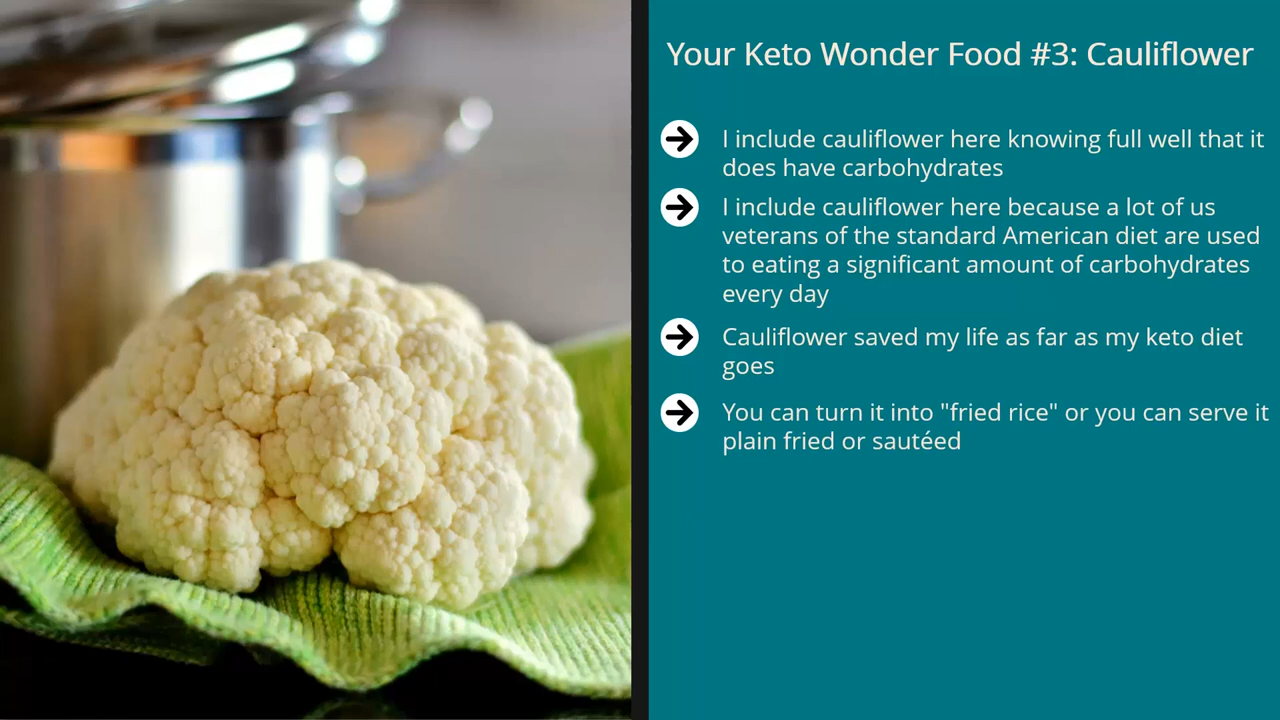 Your Keto Wonder Food #3: Cauliflower
I include cauliflower here knowing full well that it
does have carbohydrates
I include cauliflower here because a lot of us
veterans of the standard American diet are used
to eating a significant amount of carbohydrates
every day
Cauliflower saved my life as far as my keto diet
goes
You can turn it into "fried rice" or you can serve it
plain fried or sautéed